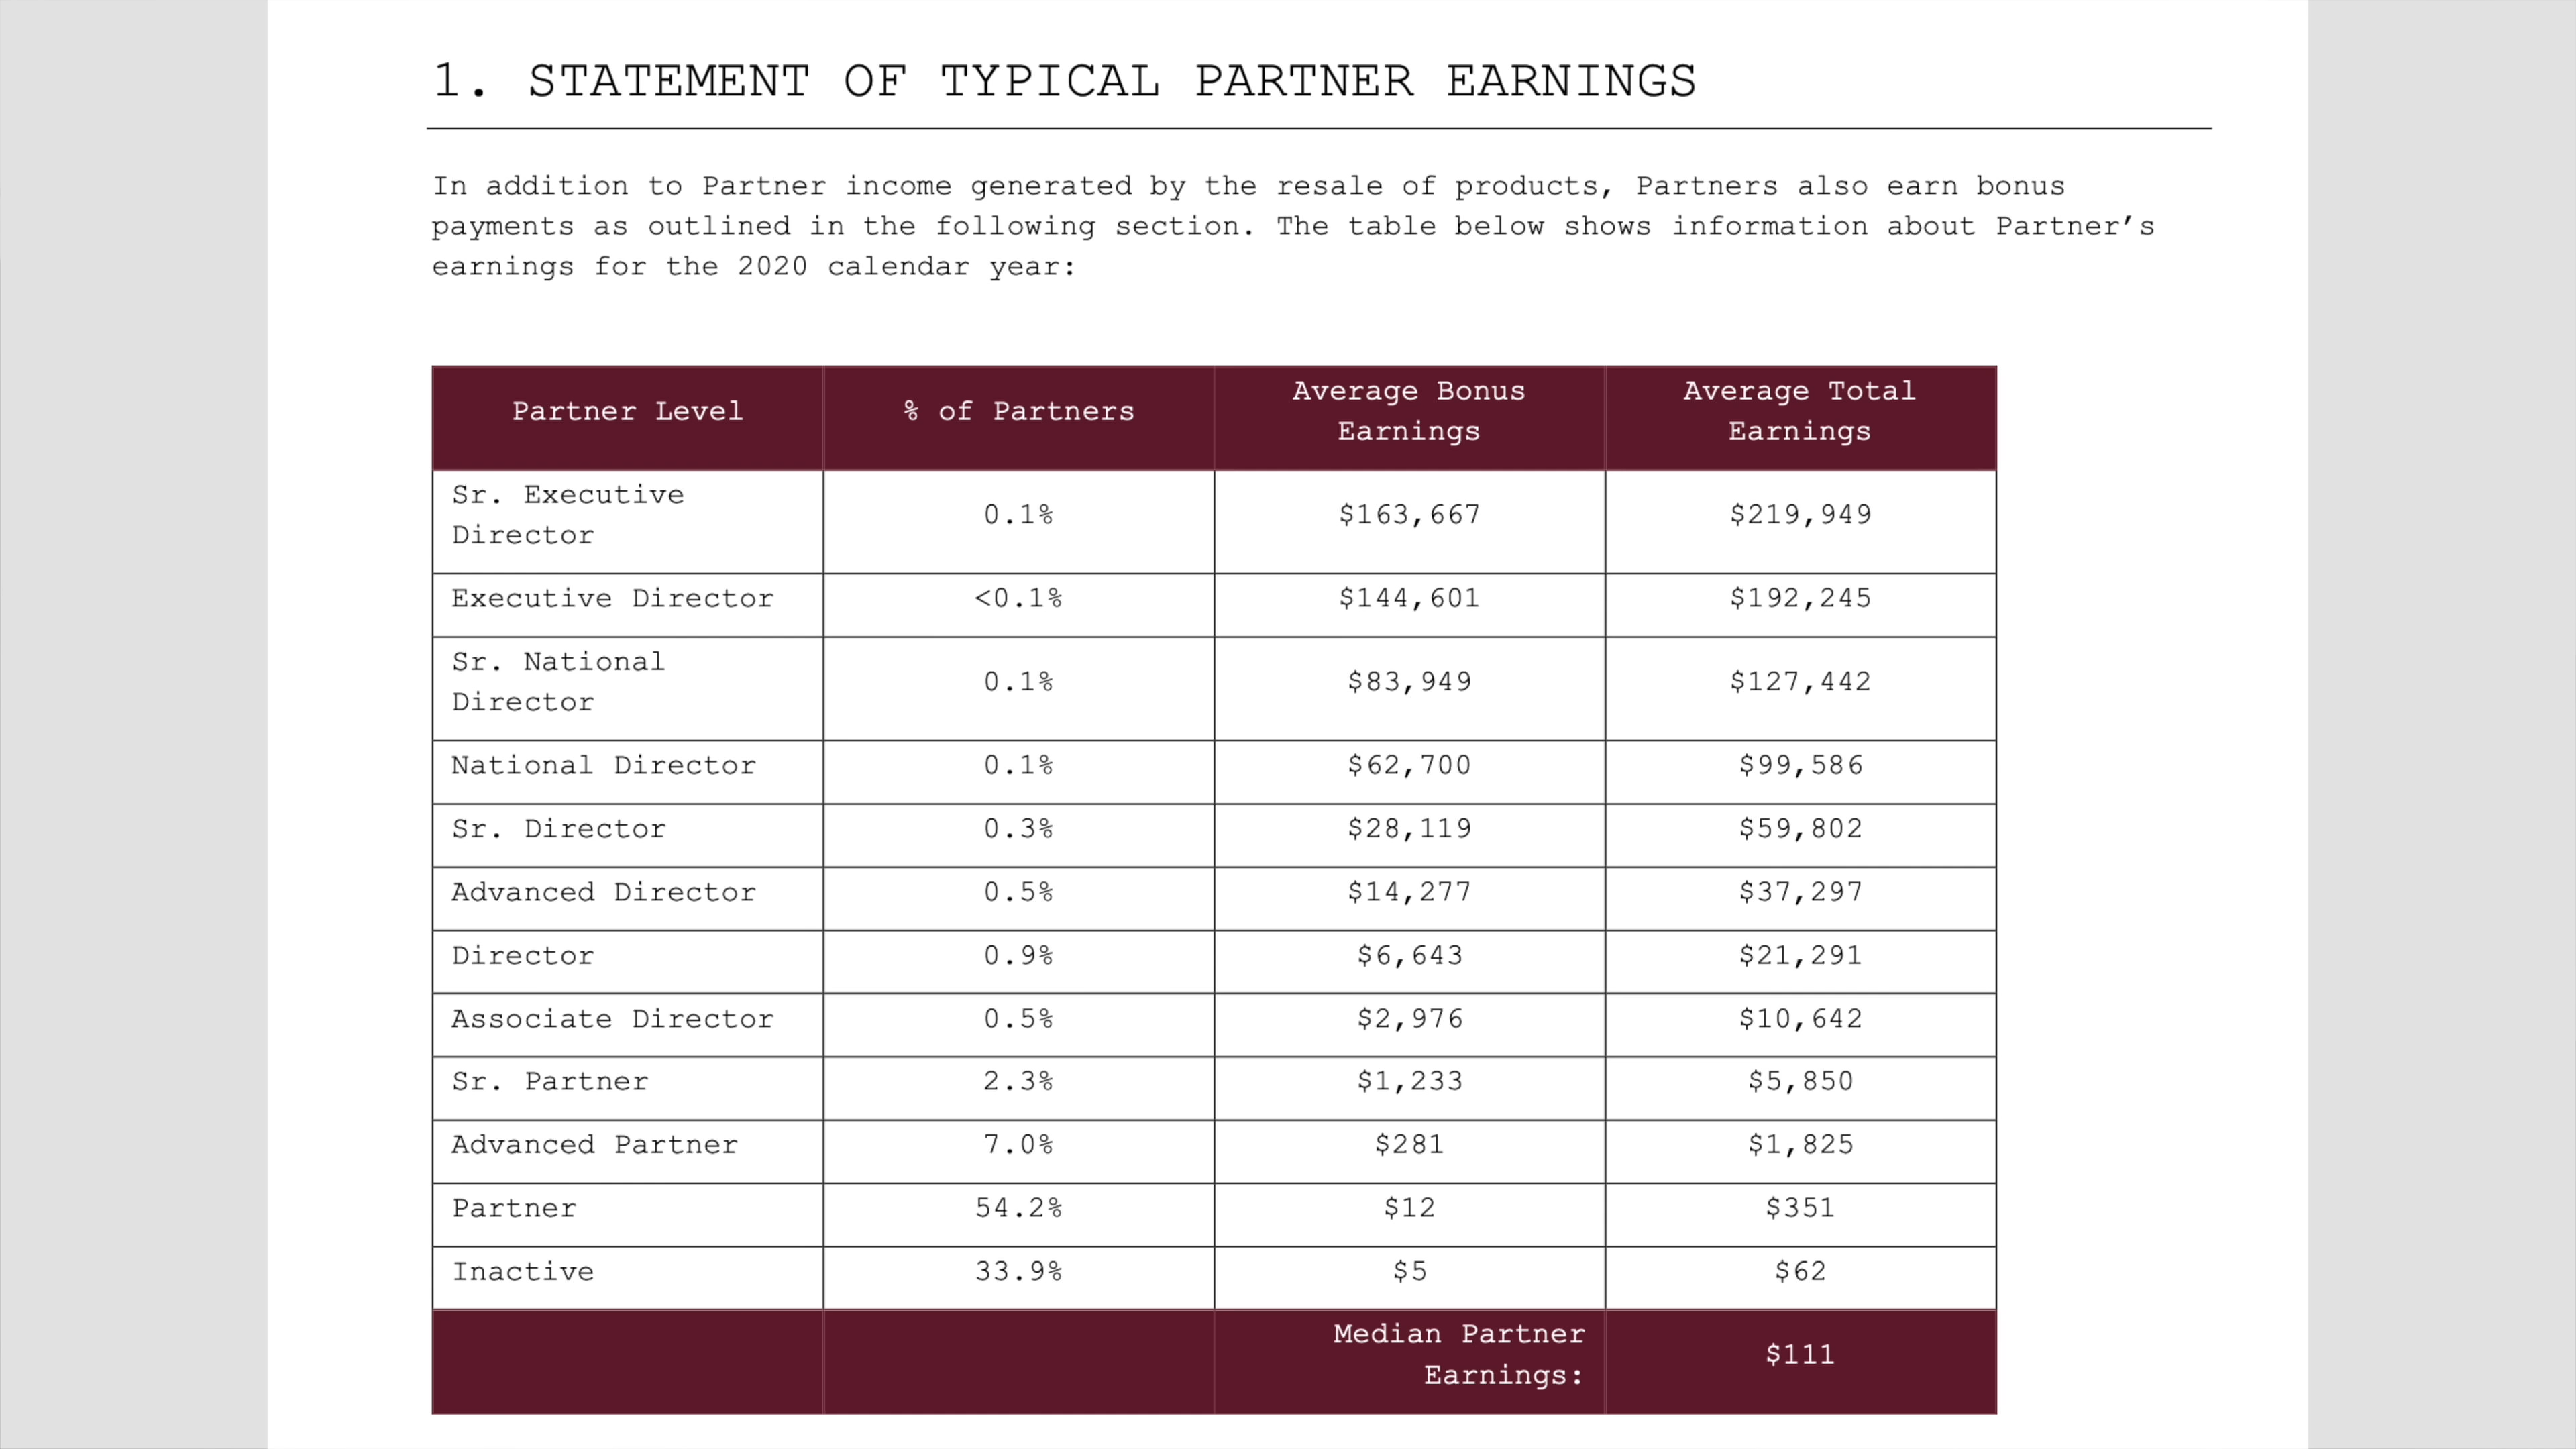 1. STATEMENT OF TYPICAL PARTNER EARNINGS
In addition to Partner income generated by the resale of products, Partners also earn bonus
payments as outlined in the following section. The table below shows information about Partner’s
earnings for the 2020 calendar year:
Partner Level % of Partners Average Bonus Earnings Average Total Earnings
Sr. Executive Director 0.1% $163,667 $219,949
Executive Director <0.1% $144,601 $192,245
Sr. National Director 0.1% $83,949 $127,442
National Director 0.1% $62,700 $99,586
Sr. Director 0.3% $28,119 $59,802
Advanced Director 0.5% $14,277 $37,297
Director 0.9% $6,643 $21,291
Associate Director 0.5% $2,976 $10,642
Sr. Partner 2.3% $1,233 $5,850
Advanced Partner 7.0% $281 $1,825
Partner 54.2% $12 $351
Inactive 33.9% $5 $62
Median Partner Earnings: $111